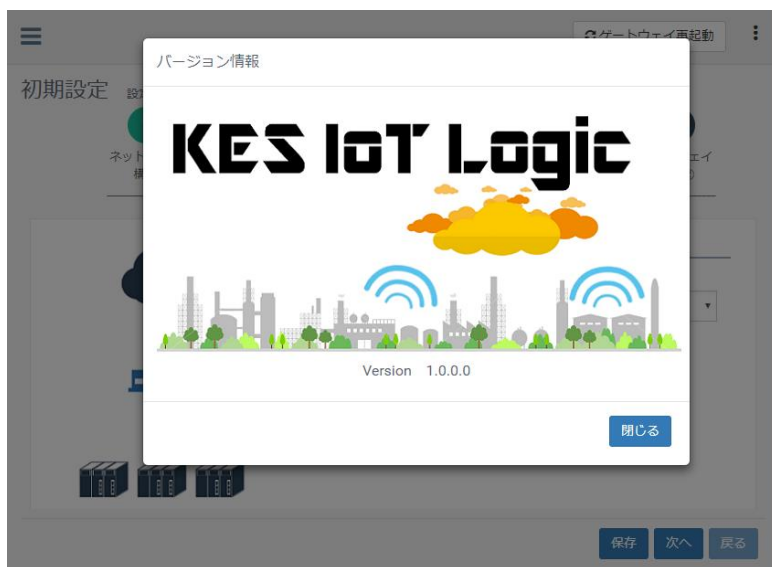 ゲートウェイ再起動
バージョン情報
初期設定
KES IoT Logic
Version 1.0.0.0
閉じる
保存
次へ
戻る